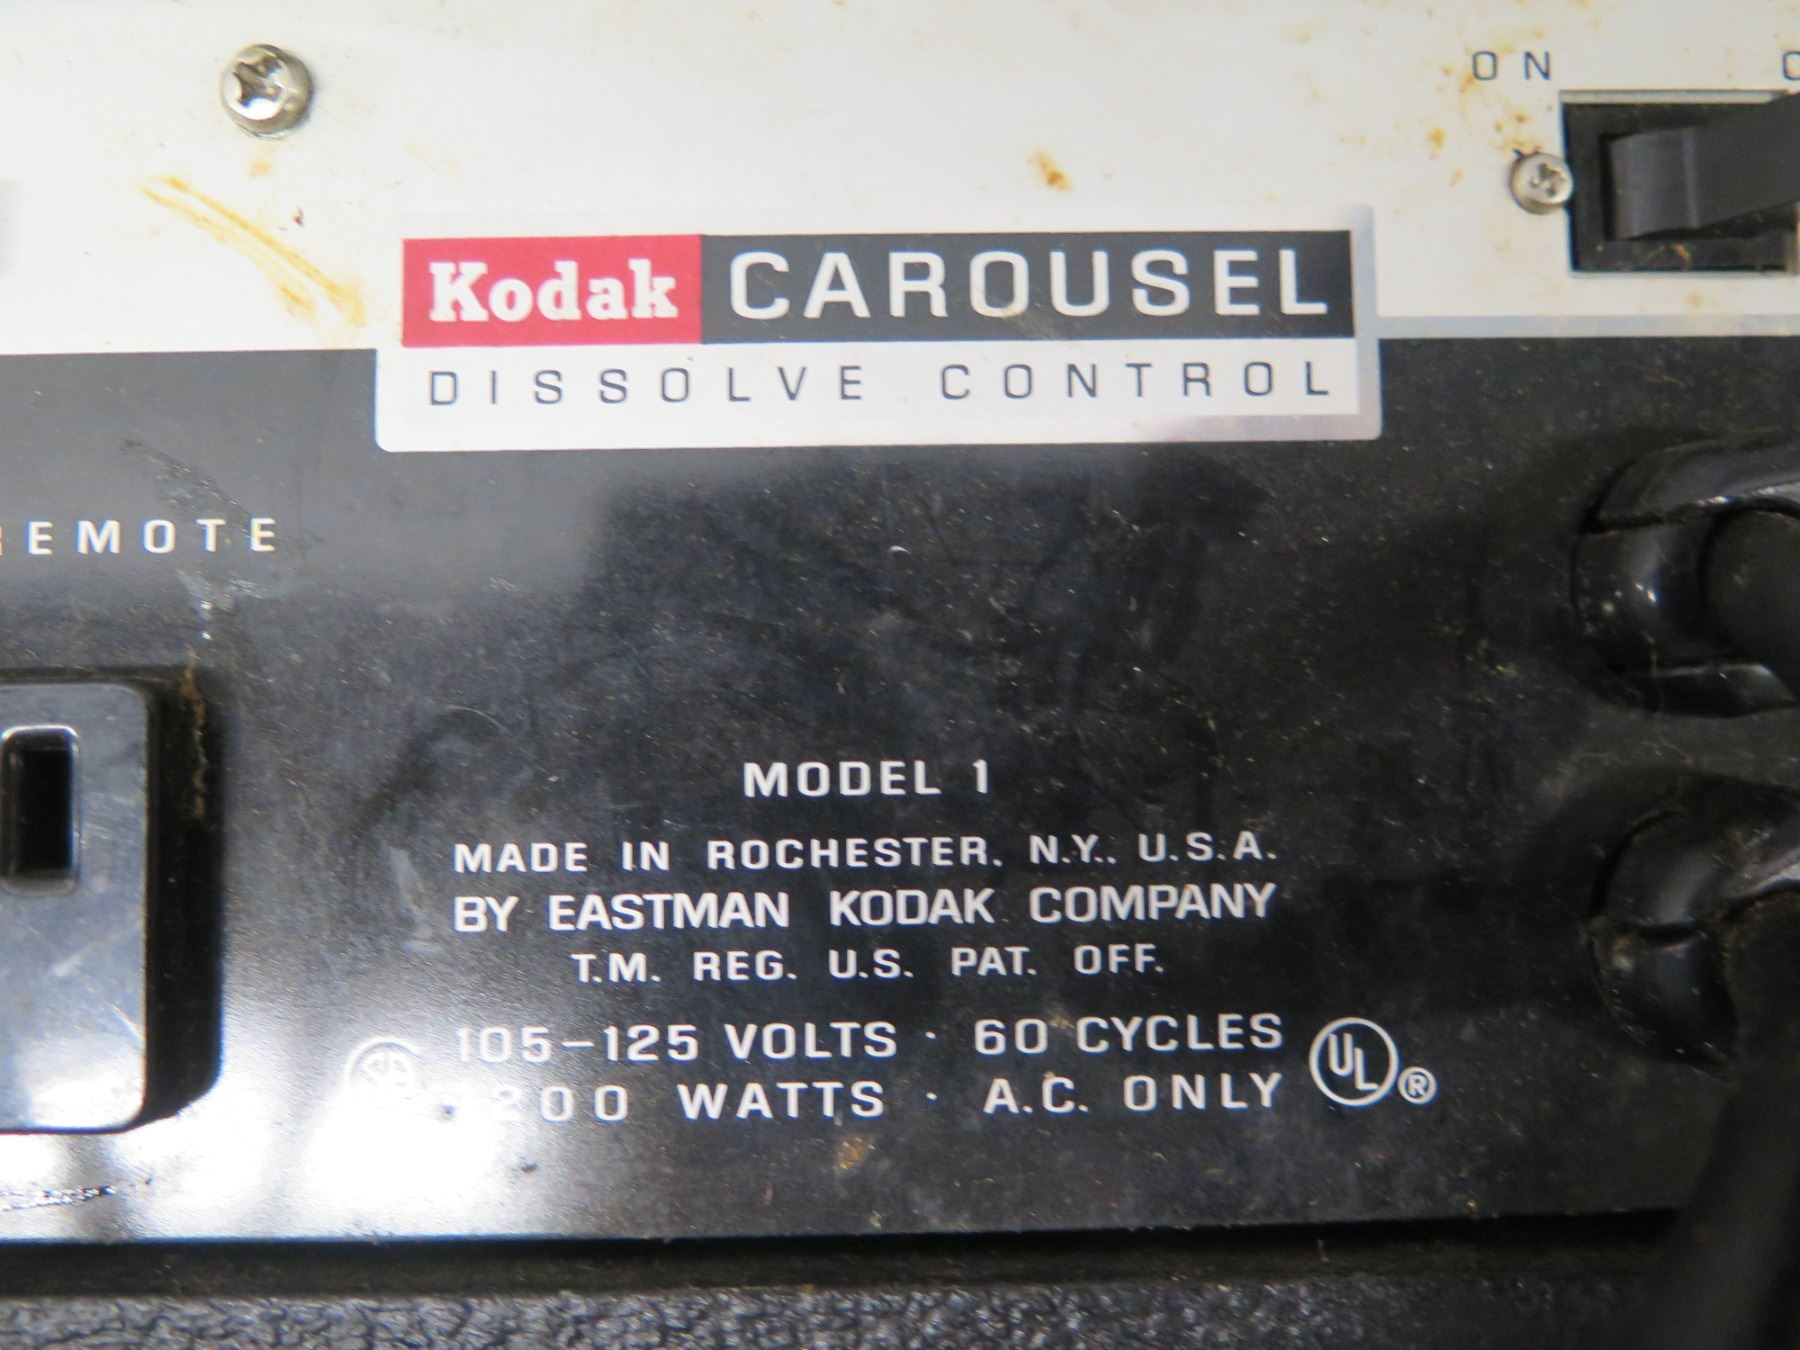 ON
Kodak CAROUSEL
DISSOLVE CONTROL
REMOTE
MODEL 1
MADE IN ROCHESTER, N.Y., U.S.A.
BY EASTMAN KODAK COMPANY
T.M. REG. U.S. PAT. OFF.
105-125 VOLTS · 60 CYCLES
WATTS · A.C. ONLY
UL ®